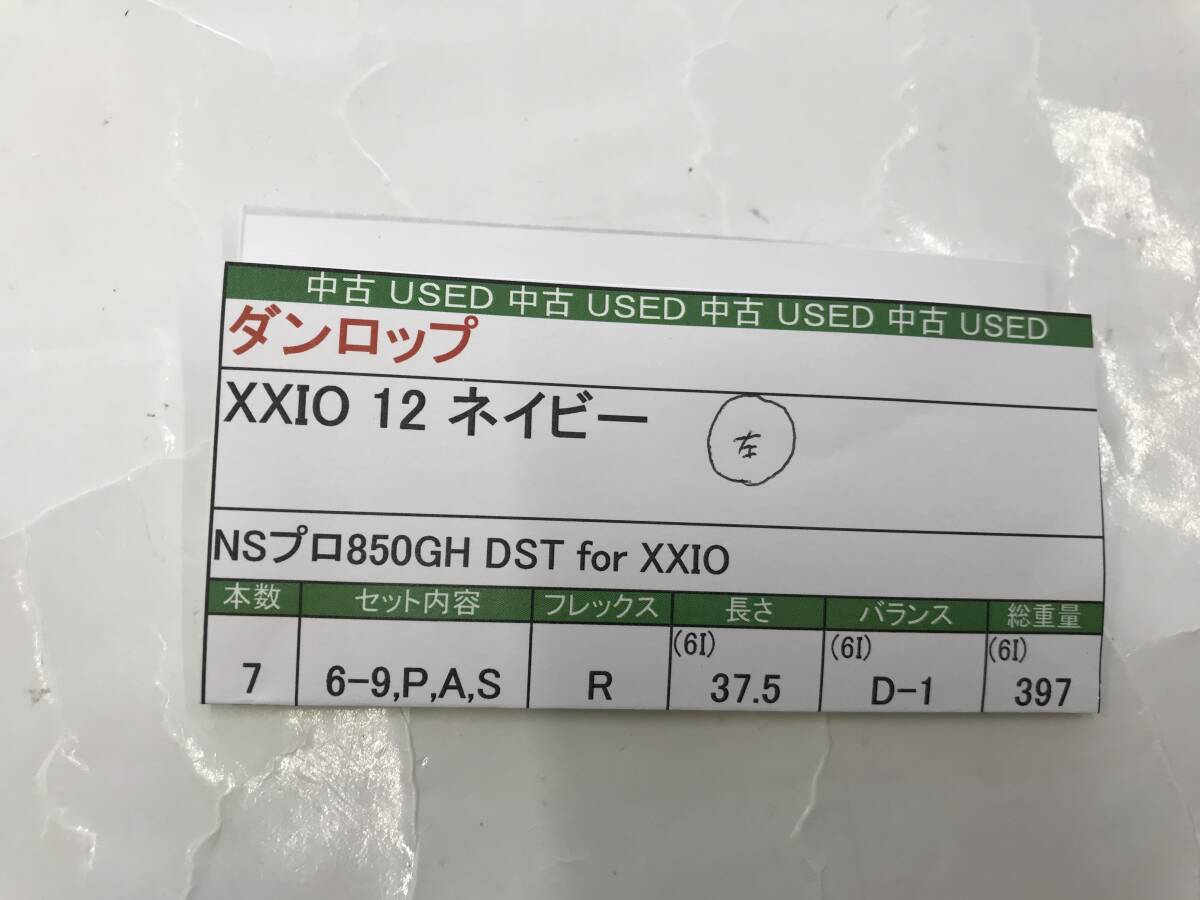 中古 USED 中古 USED 中古 USED 中古 USED
ダンロップ
XXIO 12 ネイビー 左
NSプロ850GH DST for XXIO
本数 セット内容 フレックス 長さ バランス 総重量
(6I) (6I) (6I)
7 6-9,P,A,S R 37.5 D-1 397